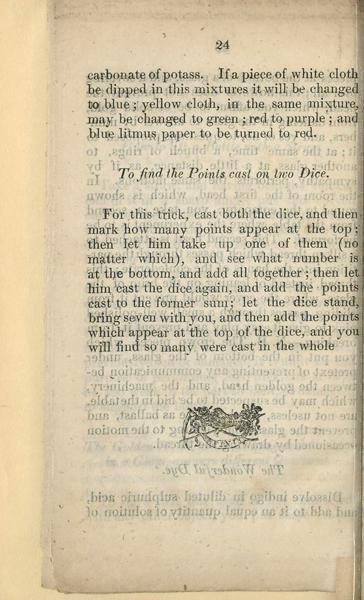 24
carbonate of potass. If a piece of white cloth
be dipped in this mixtures it will be changed
to blue; yellow cloth, in the same mixture,
may be changed to green; red to purple; and
blue litmus paper to be turned to red.
To find the Points cast on two Dice.
For this trick, cast both the dice, and then
mark how many points appear at the top;
then let him take up one of them (no
matter which), and see what number is
at the bottom, and add all together; then let
him cast the dice again, and add the points
cast to the former sum; let the dice stand,
bring seven with you, and then add the points
which appear at the top of the dice, and you
will find so many were cast in the whole